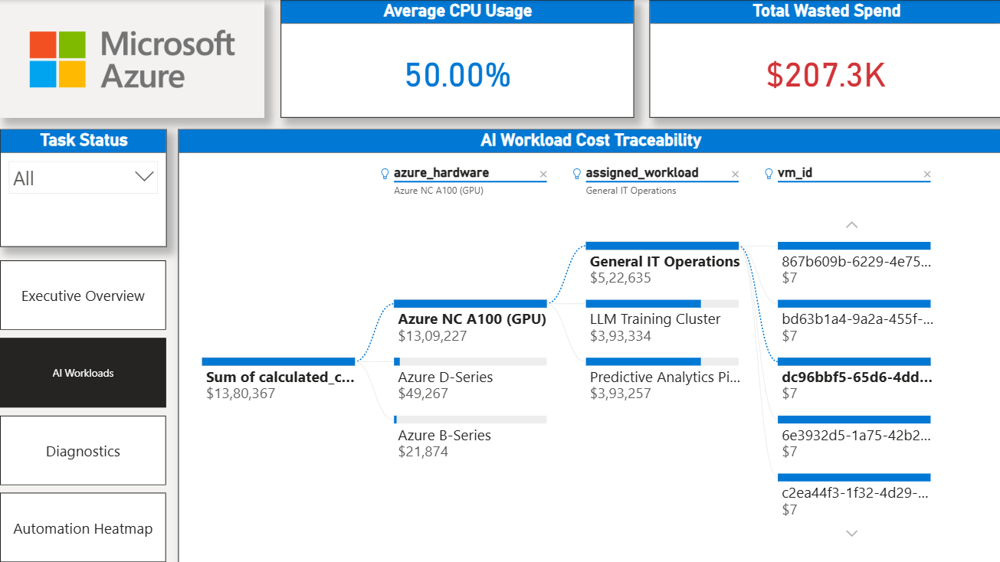 Microsoft
Azure
Average CPU Usage
50.00%
Total Wasted Spend
$207.3K
Task Status
All
Executive Overview
AI Workloads
Diagnostics
Automation Heatmap
AI Workload Cost Traceability
azure_hardware
Azure NC A100 (GPU)
assigned_workload
General IT Operations
vm_id
Sum of calculated_c...
$13,80,367
Azure NC A100 (GPU)
$13,09,227
Azure D-Series
$49,267
Azure B-Series
$21,874
General IT Operations
$5,22,635
LLM Training Cluster
$3,93,334
Predictive Analytics Pi...
$3,93,257
867b609b-6229-4e75...
$7
bd63b1a4-9a2a-455f-...
$7
dc96bbf5-65d6-4dd...
$7
6e3932d5-1a75-42b2...
$7
c2ea44f3-1f32-4d29-...
$7